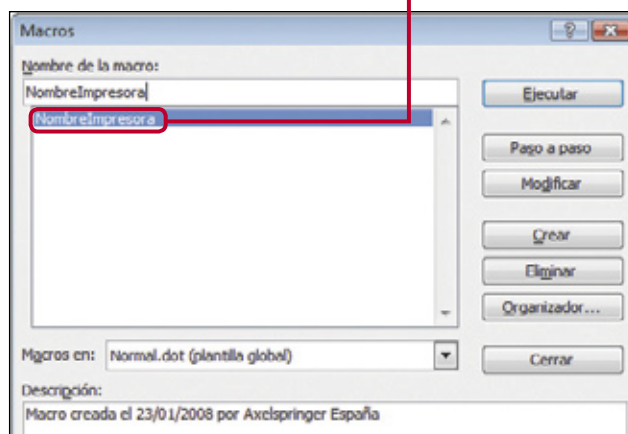 Macros
Nombre de la macro:
NombreImpresora
Ejecutar
NombreImpresora
Paso a paso
Modificar
Crear
Eliminar
Organizador...
Macros en: Normal.dot (plantilla global)
Cerrar
Descripción:
Macro creada el 23/01/2008 por Axelspringer España